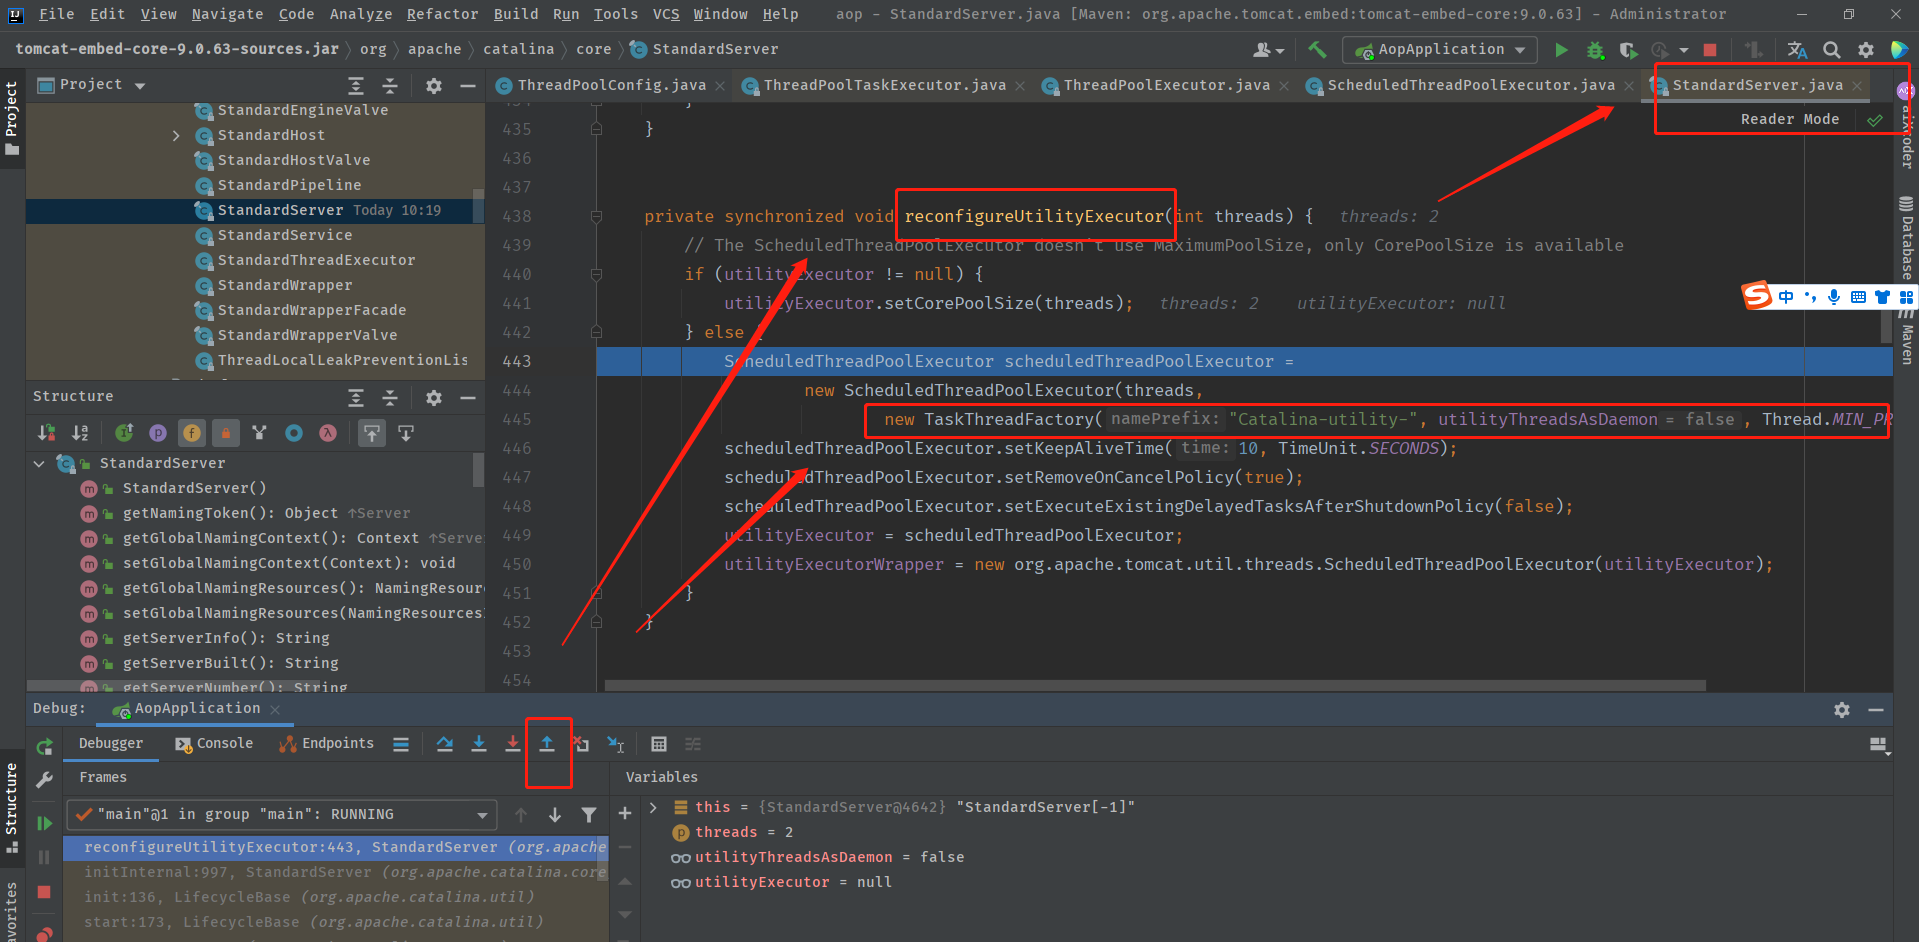 File Edit View Navigate Code Analyze Refactor Build Run Tools VCS Window Help aop - StandardServer.java [Maven: org.apache.tomcat.embed:tomcat-embed-core:9.0.63] - Administrator
tomcat-embed-core-9.0.63-sources.jar org apache catalina core StandardServer AopApplication
Project
ThreadPoolConfig.java ThreadPoolTaskExecutor.java ThreadPoolExecutor.java ScheduledThreadPoolExecutor.java StandardServer.java
Reader Mode
Project
StandardEngineValve
StandardHost
StandardHostValve
StandardPipeline
StandardServer Today 10:19
StandardService
StandardThreadExecutor
StandardWrapper
StandardWrapperFacade
StandardWrapperValve
ThreadLocalLeakPreventionLis
435 }
436
437
438 private synchronized void reconfigureUtilityExecutor(int threads) { threads: 2
439 // The ScheduledThreadPoolExecutor doesn't use MaximumPoolSize, only CorePoolSize is available
440 if (utilityExecutor != null) {
441 utilityExecutor.setCorePoolSize(threads); threads: 2 utilityExecutor: null
442 } else {
443 ScheduledThreadPoolExecutor scheduledThreadPoolExecutor =
444 new ScheduledThreadPoolExecutor(threads,
445 new TaskThreadFactory( namePrefix: "Catalina-utility-", utilityThreadsAsDaemon = false , Thread.MIN_PR
446 scheduledThreadPoolExecutor.setKeepAliveTime( time: 10, TimeUnit.SECONDS);
447 scheduledThreadPoolExecutor.setRemoveOnCancelPolicy(true);
448 scheduledThreadPoolExecutor.setExecuteExistingDelayedTasksAfterShutdownPolicy(false);
449 utilityExecutor = scheduledThreadPoolExecutor;
450 utilityExecutorWrapper = new org.apache.tomcat.util.threads.ScheduledThreadPoolExecutor(utilityExecutor);
451 }
452 }
453
454
Database
Maven
中
Structure
StandardServer
StandardServer()
getNamingToken(): Object ↑Server
getGlobalNamingContext(): Context ↑Serve
setGlobalNamingContext(Context): void
getGlobalNamingResources(): NamingResour
setGlobalNamingResources(NamingResources
getServerInfo(): String
getServerBuilt(): String
getServerNumber(): String
Debug: AopApplication
Debugger Console Endpoints
Structure
Frames
"main"@1 in group "main": RUNNING
reconfigureUtilityExecutor:443, StandardServer (org.apache
initInternal:997, StandardServer (org.apache.catalina.core
init:136, LifecycleBase (org.apache.catalina.util)
start:173, LifecycleBase (org.apache.catalina.util)
Variables
this = {StandardServer@4642} "StandardServer[-1]"
threads = 2
utilityThreadsAsDaemon = false
utilityExecutor = null